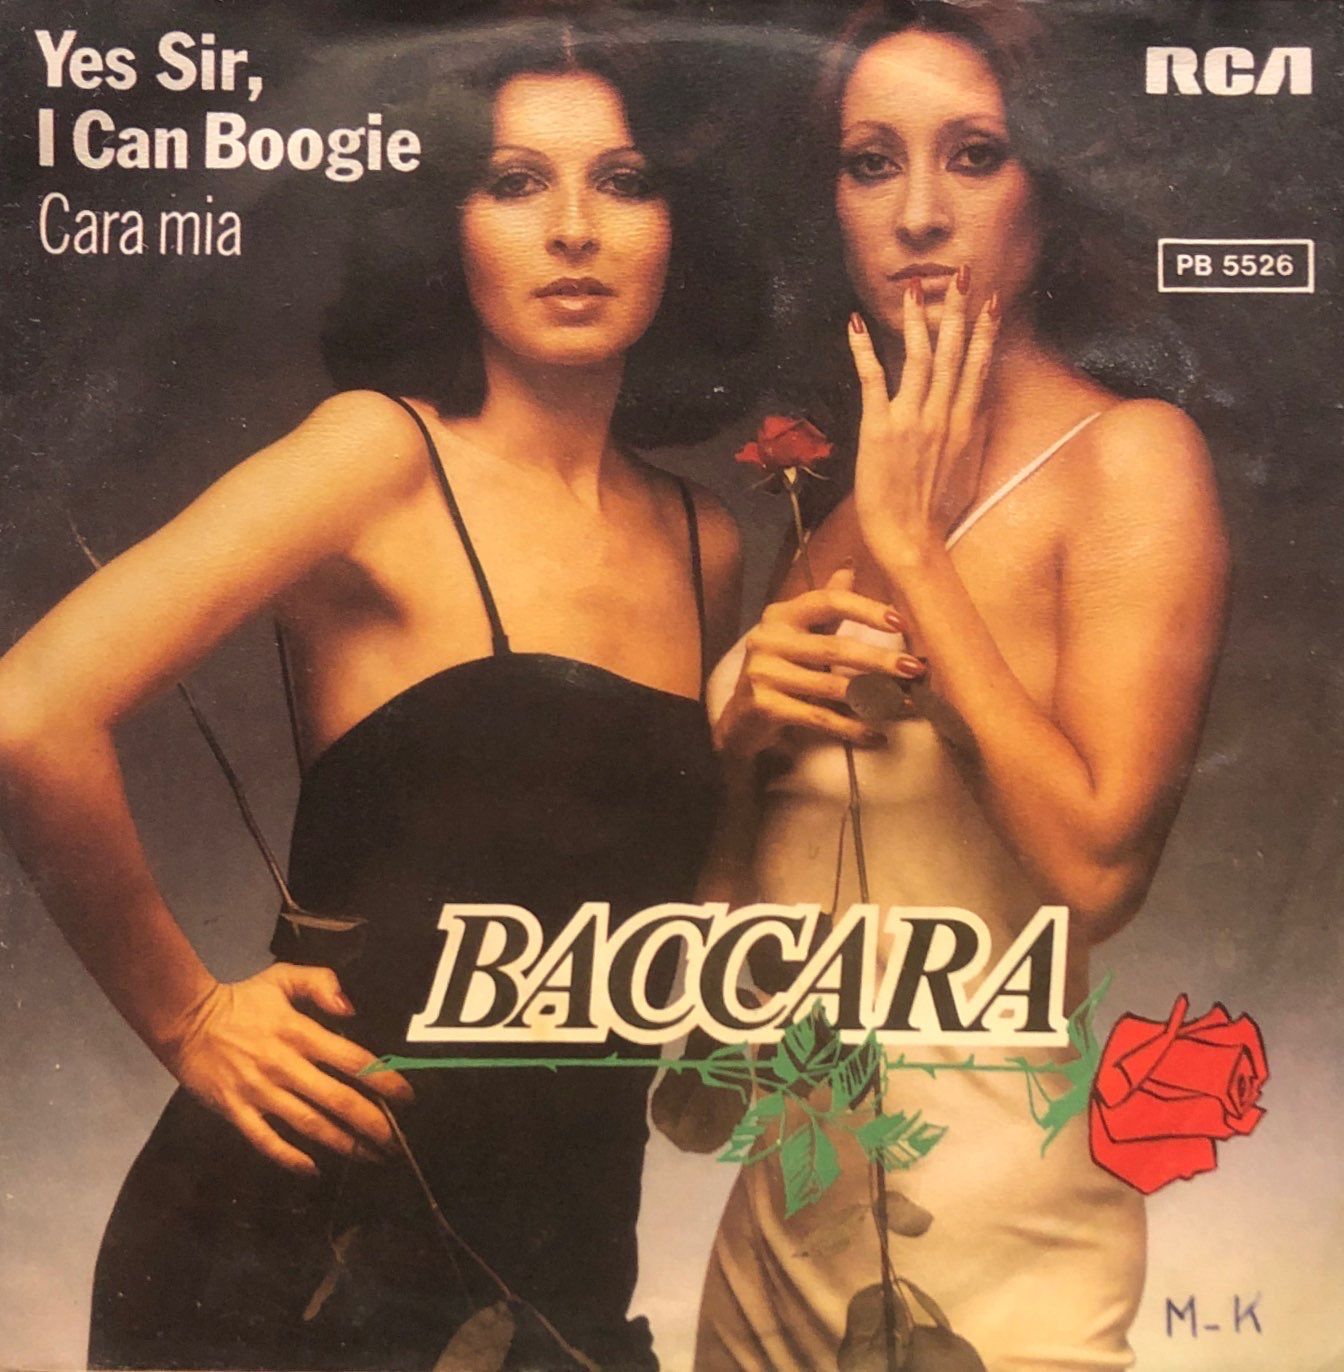 Yes Sir,
I Can Boogie
Cara mia
RCA
PB 5526
BACCARA
M-K